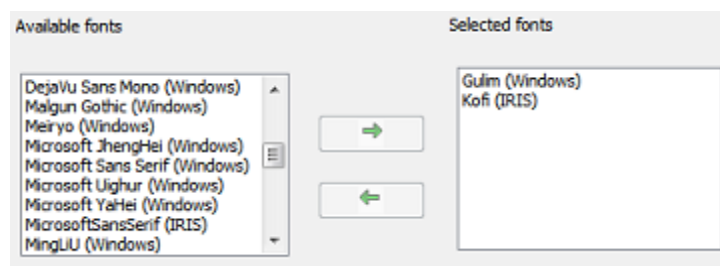 Available fonts
DejaVu Sans Mono (Windows)
Malgun Gothic (Windows)
Meiryo (Windows)
Microsoft JhengHei (Windows)
Microsoft Sans Serif (Windows)
Microsoft Uighur (Windows)
Microsoft YaHei (Windows)
MicrosoftSansSerif (IRIS)
MingLiU (Windows)
Selected fonts
Gulim (Windows)
Kofi (IRIS)